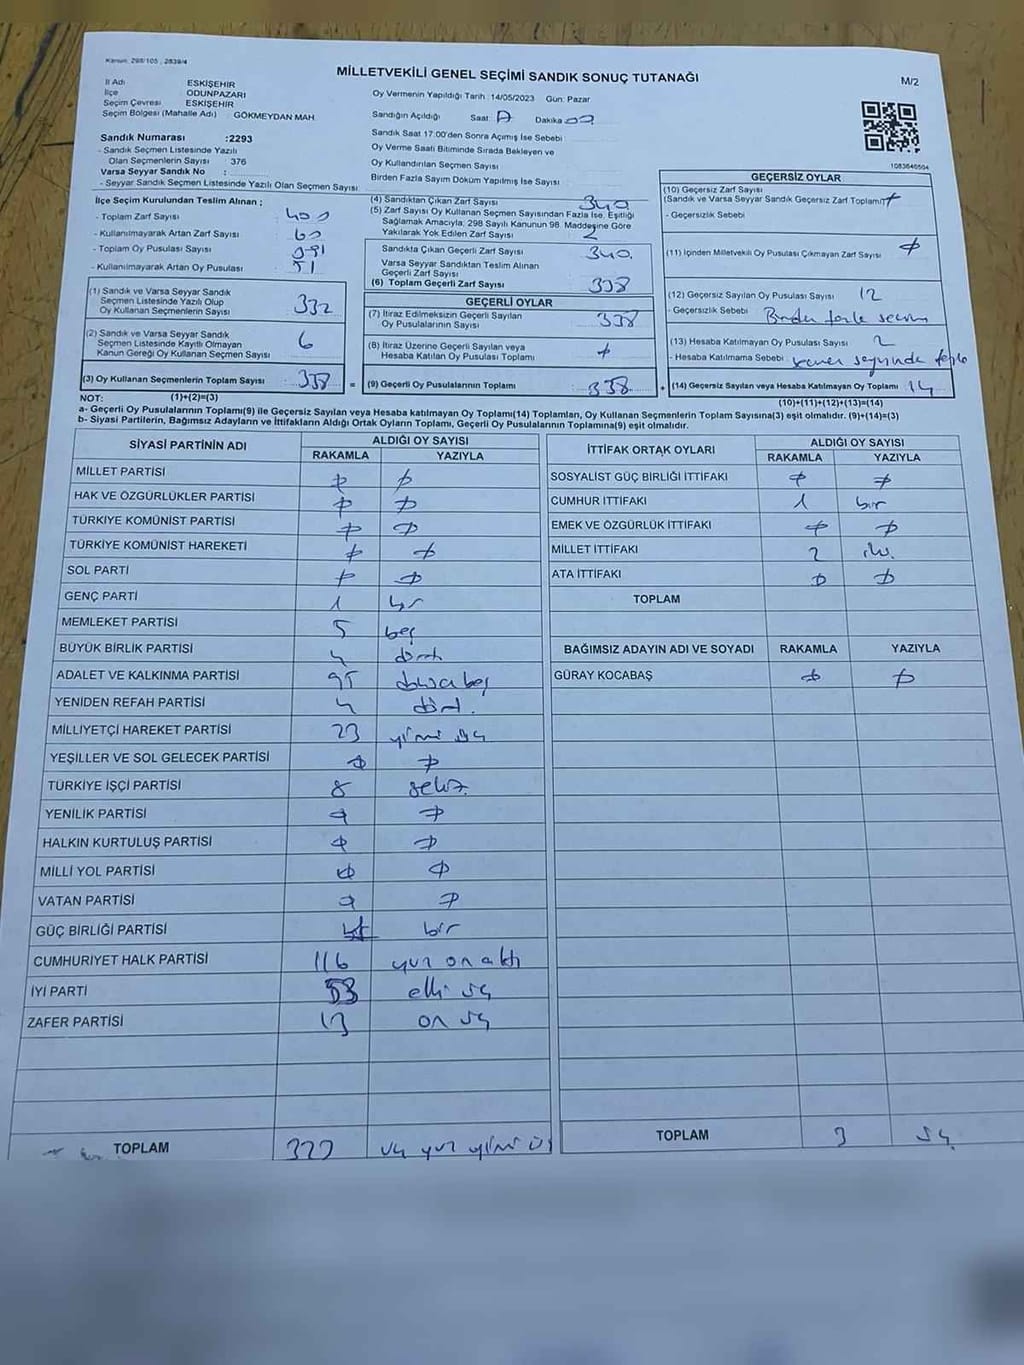 Kanun: 298/105 , 2839/4
MİLLETVEKİLİ GENEL SEÇİMİ SANDIK SONUÇ TUTANAĞI
M/2
İl Adı ESKİŞEHİR
İlçe ODUNPAZARI
Seçim Çevresi ESKİŞEHİR
Seçim Bölgesi (Mahalle Adı) : GÖKMEYDAN MAH.
Sandık Numarası :2293
- Sandık Seçmen Listesinde Yazılı
Olan Seçmenlerin Sayısı : 376
Varsa Seyyar Sandık No :
- Seyyar Sandık Seçmen Listesinde Yazılı Olan Seçmen Sayısı
Oy Vermenin Yapıldığı Tarih :14/05/2023 Gün: Pazar
Sandığın Açıldığı Saat Dakika
Sandık Saat 17:00'den Sonra Açımış İse Sebebi
Oy Verme Saati Bitiminde Sırada Bekleyen ve
Oy Kullandırılan Seçmen Sayısı
Birden Fazla Sayım Döküm Yapılmış İse Sayısı
1083646504
İlçe Seçim Kurulundan Teslim Alınan ;
- Toplam Zarf Sayısı 400
- Kullanılmayarak Artan Zarf Sayısı 60
- Toplam Oy Pusulası Sayısı
- Kullanılmayarak Artan Oy Pusulası 51
(1) Sandık ve Varsa Seyyar Sandık
Seçmen Listesinde Yazılı Olup
Oy Kullanan Seçmenlerin Sayısı 332
(2) Sandık ve Varsa Seyyar Sandık
Seçmen Listesinde Kayıtlı Olmayan
Kanun Gereği Oy Kullanan Seçmen Sayısı 6
(3) Oy Kullanan Seçmenlerin Toplam Sayısı 338 =
(4) Sandıktan Çıkan Zarf Sayısı 340
(5) Zarf Sayısı Oy Kullanan Seçmen Sayısından Fazla İse, Eşitliği
Sağlamak Amacıyla; 298 Sayılı Kanunun 98. Maddesine Göre
Yakılarak Yok Edilen Zarf Sayısı 2
Sandıkta Çıkan Geçerli Zarf Sayısı 340.
Varsa Seyyar Sandıktan Teslim Alınan
Geçerli Zarf Sayısı
(6) Toplam Geçerli Zarf Sayısı 338
GEÇERLİ OYLAR
(7) İtiraz Edilmeksizin Geçerli Sayılan
Oy Pusulalarının Sayısı 338
(8) İtiraz Üzerine Geçerli Sayılan veya
Hesaba Katılan Oy Pusulası Toplamı
(9) Geçerli Oy Pusulalarının Toplamı 338 +
GEÇERSİZ OYLAR
(10) Geçersiz Zarf Sayısı
(Sandık ve Varsa Seyyar Sandık Geçersiz Zarf Toplamı)
- Geçersizlik Sebebi
(11) İçinden Milletvekili Oy Pusulası Çıkmayan Zarf Sayısı
(12) Geçersiz Sayılan Oy Pusulası Sayısı 12
- Geçersizlik Sebebi Birden fazla seçim
(13) Hesaba Katılmayan Oy Pusulası Sayısı 2
- Hesaba Katılmama Sebebi
(14) Geçersiz Sayılan veya Hesaba Katılmayan Oy Toplamı 14
NOT: (1)+(2)=(3)
(10)+(11)+(12)+(13)=(14)
a- Geçerli Oy Pusulalarının Toplamı(9) ile Geçersiz Sayılan veya Hesaba katılmayan Oy Toplamı(14) Toplamları, Oy Kullanan Seçmenlerin Toplam Sayısına(3) eşit olmalıdır. (9)+(14)=(3)
b- Siyasi Partilerin, Bağımsız Adayların ve İttifakların Aldığı Ortak Oyların Toplamı, Geçerli Oy Pusulalarının Toplamına(9) eşit olmalıdır.
SİYASİ PARTİNİN ADI ALDIĞI OY SAYISI
RAKAMLA YAZIYLA
MİLLET PARTİSİ
HAK VE ÖZGÜRLÜKLER PARTİSİ
TÜRKİYE KOMÜNİST PARTİSİ
TÜRKİYE KOMÜNİST HAREKETİ
SOL PARTİ
GENÇ PARTİ 1 bir
MEMLEKET PARTİSİ 5 beş
BÜYÜK BİRLİK PARTİSİ 4 dört
ADALET VE KALKINMA PARTİSİ 95
YENİDEN REFAH PARTİSİ 4 dört.
MİLLİYETÇİ HAREKET PARTİSİ 23 yirmi üç
YEŞİLLER VE SOL GELECEK PARTİSİ
TÜRKİYE İŞÇİ PARTİSİ 8 sekiz
YENİLİK PARTİSİ
HALKIN KURTULUŞ PARTİSİ
MİLLİ YOL PARTİSİ
VATAN PARTİSİ
GÜÇ BİRLİĞİ PARTİSİ bir
CUMHURİYET HALK PARTİSİ 116 yüz on altı
İYİ PARTİ 53 elli üç
ZAFER PARTİSİ 13 on üç
TOPLAM 323 üç yüz yirmi üç
İTTİFAK ORTAK OYLARI ALDIĞI OY SAYISI
RAKAMLA YAZIYLA
SOSYALİST GÜÇ BİRLİĞİ İTTİFAKI
CUMHUR İTTİFAKI 1 bir
EMEK VE ÖZGÜRLÜK İTTİFAKI
MİLLET İTTİFAKI 2 iki.
ATA İTTİFAKI
TOPLAM
BAĞIMSIZ ADAYIN ADI VE SOYADI RAKAMLA YAZIYLA
GÜRAY KOCABAŞ
TOPLAM 3 üç